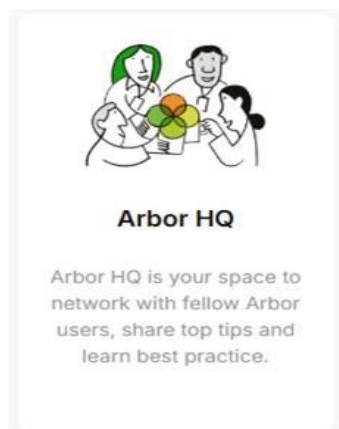 Arbor HQ
Arbor HQ is your space to
network with fellow Arbor
users, share top tips and
learn best practice.